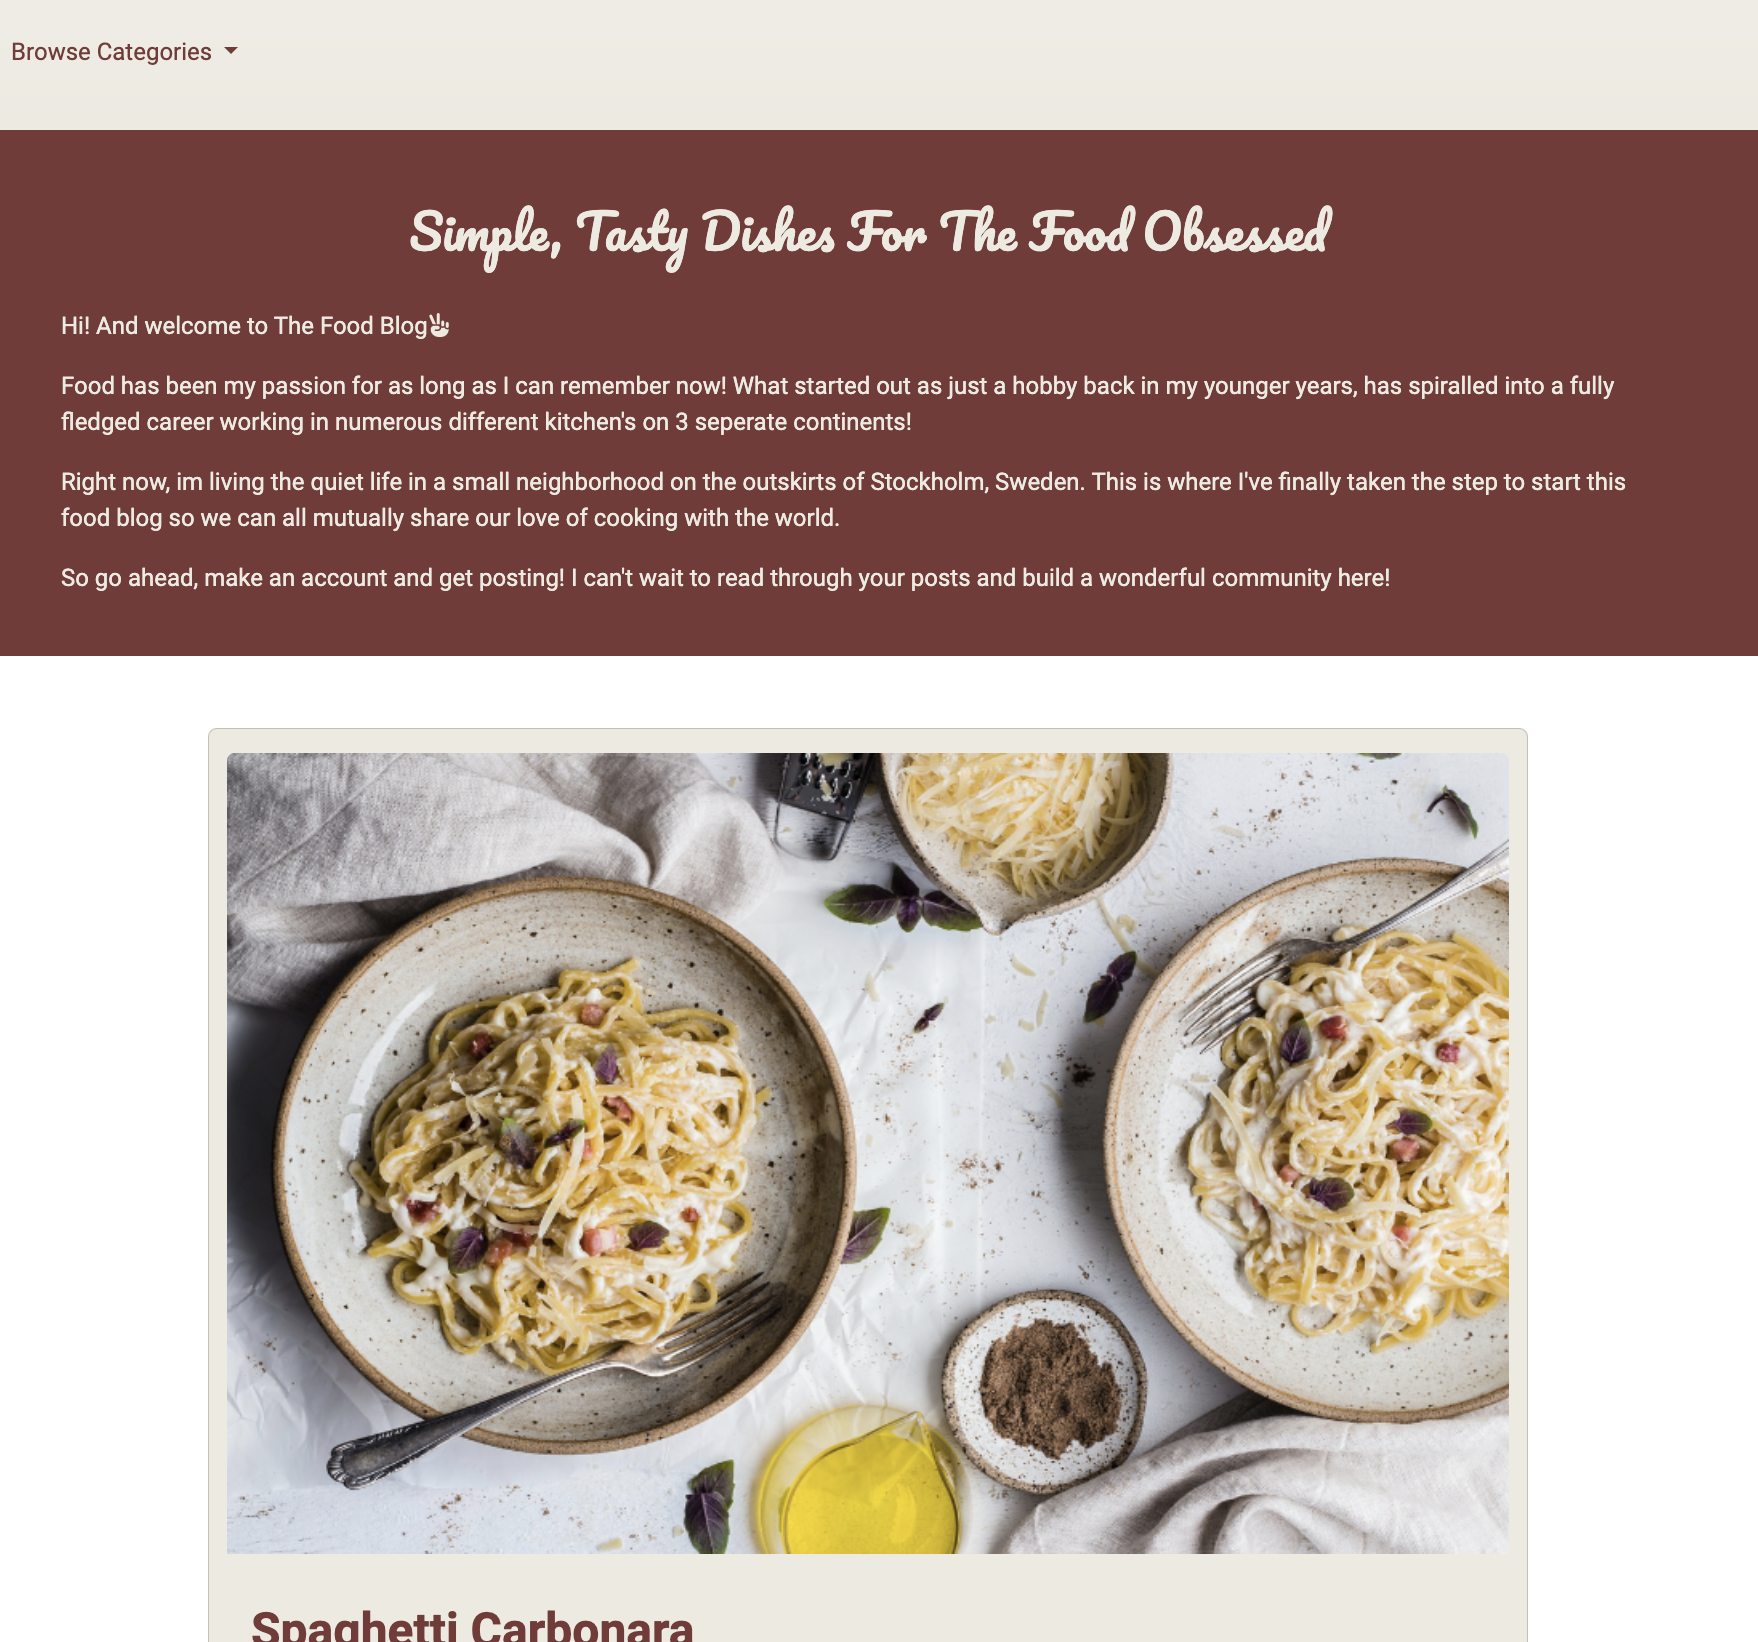 Browse Categories
Simple, Tasty Dishes For The Food Obsessed
Hi! And welcome to The Food Blog
Food has been my passion for as long as I can remember now! What started out as just a hobby back in my younger years, has spiralled into a fully
fledged career working in numerous different kitchen's on 3 seperate continents!
Right now, im living the quiet life in a small neighborhood on the outskirts of Stockholm, Sweden. This is where I've finally taken the step to start this
food blog so we can all mutually share our love of cooking with the world.
So go ahead, make an account and get posting! I can't wait to read through your posts and build a wonderful community here!
Spaghetti Carbonara